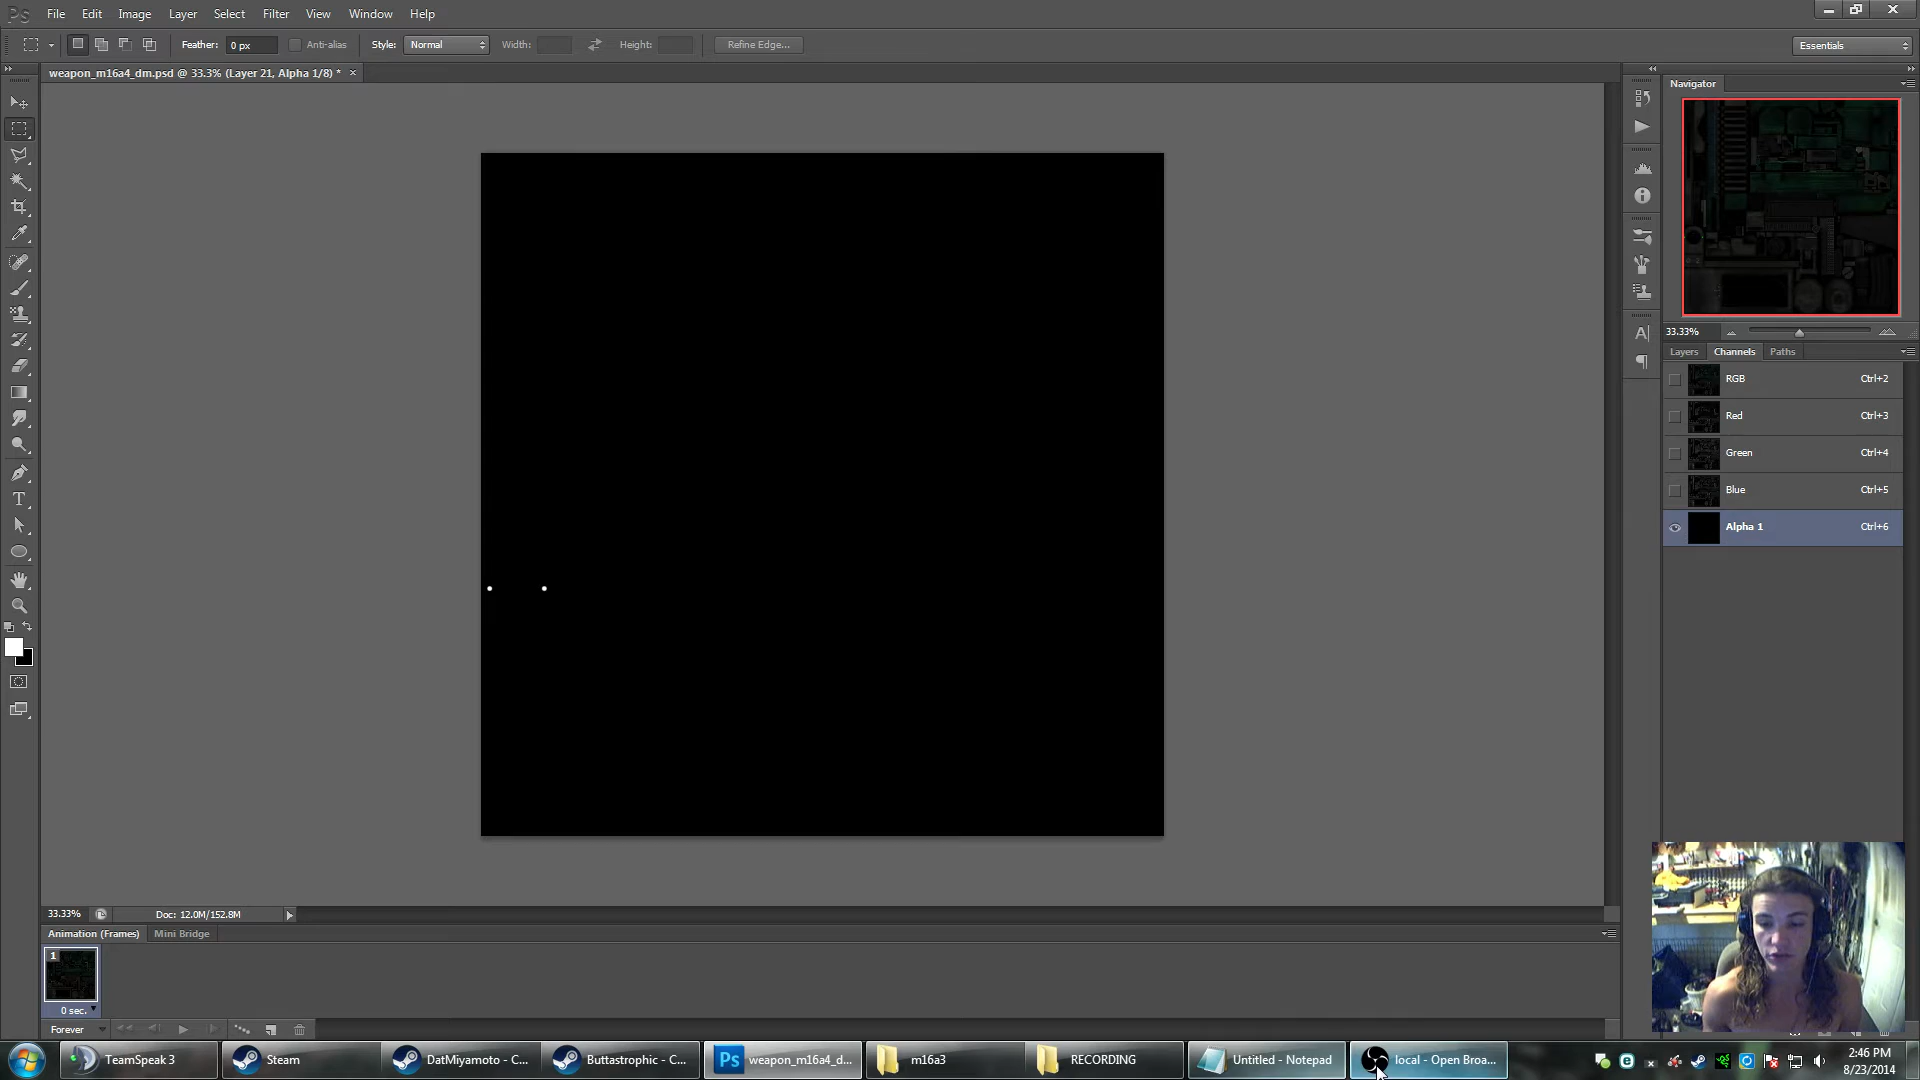 Ps File Edit Image Layer Select Filter View Window Help
Feather: 0 px Anti-alias Style: Normal Width: Height: Refine Edge... Essentials
weapon_m16a4_dm.psd @ 33.3% (Layer 21, Alpha 1/8) * ×
Navigator
33.33%
Layers Channels Paths
RGB Ctrl+2
Red Ctrl+3
Green Ctrl+4
Blue Ctrl+5
Alpha 1 Ctrl+6
33.33% Doc: 12.0M/152.8M
Animation (Frames) Mini Bridge
1
0 sec.
Forever
TeamSpeak 3 Steam DatMiyamoto - C... Buttastrophic - C... Ps weapon_m16a4_d... m16a3 RECORDING Untitled - Notepad local - Open Broa...
2:46 PM
8/23/2014